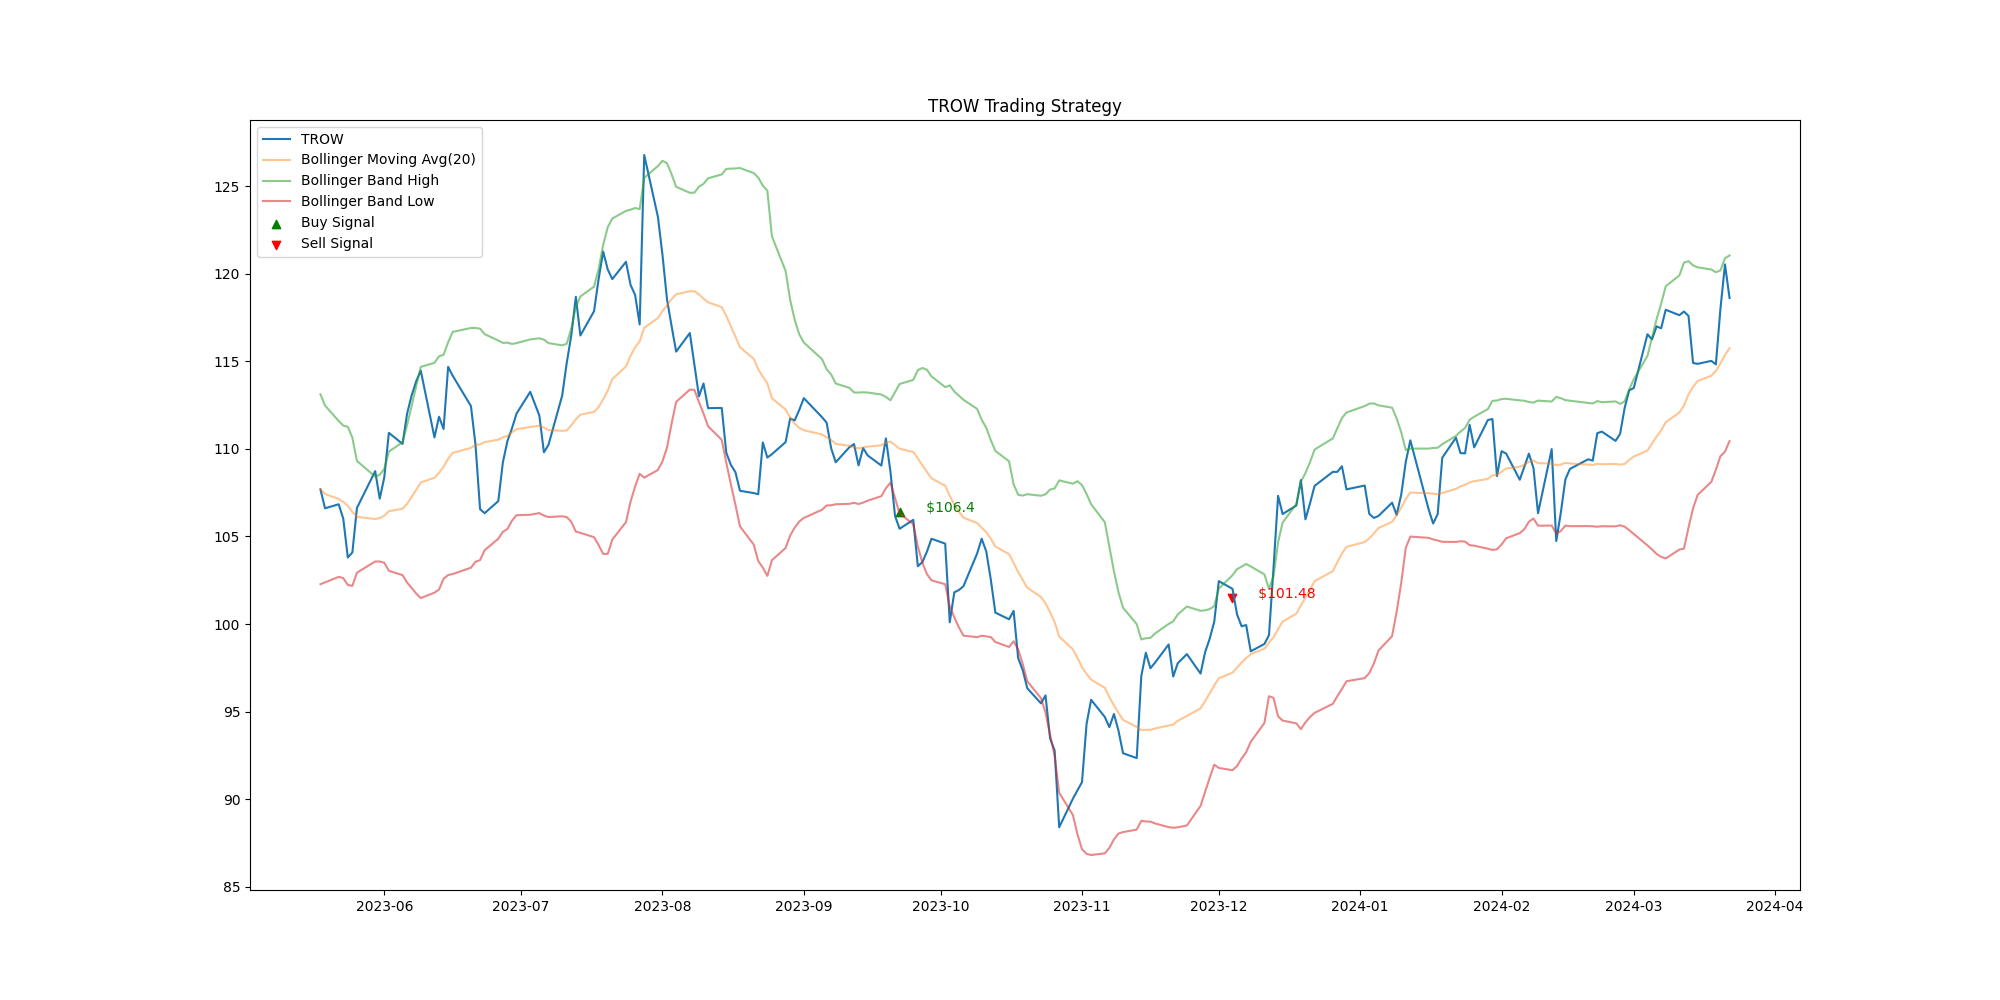 TROW Trading Strategy
TROW
Bollinger Moving Avg(20)
Bollinger Band High
Bollinger Band Low
Buy Signal
Sell Signal
125
120
115
110
105
100
95
90
85
$106.4
$101.48
2023-06 2023-07 2023-08 2023-09 2023-10 2023-11 2023-12 2024-01 2024-02 2024-03 2024-04